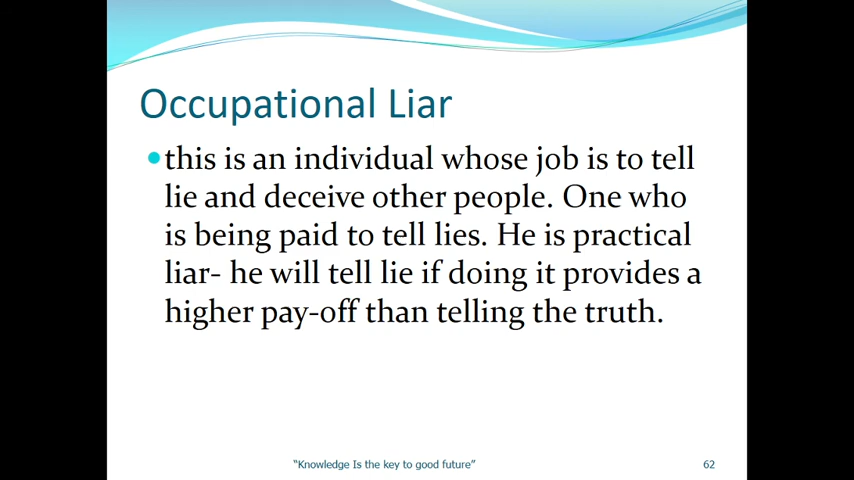 Occupational Liar
•this is an individual whose job is to tell
lie and deceive other people. One who
is being paid to tell lies. He is practical
liar- he will tell lie if doing it provides a
higher pay-off than telling the truth.
“Knowledge Is the key to good future” 62